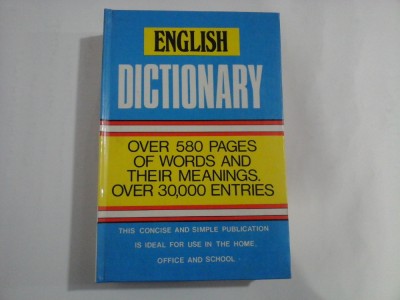 ENGLISH
DICTIONARY
OVER 580 PAGES
OF WORDS AND
THEIR MEANINGS.
OVER 30,000 ENTRIES
THIS CONCISE AND SIMPLE PUBLICATION
IS IDEAL FOR USE IN THE HOME,
OFFICE AND SCHOOL